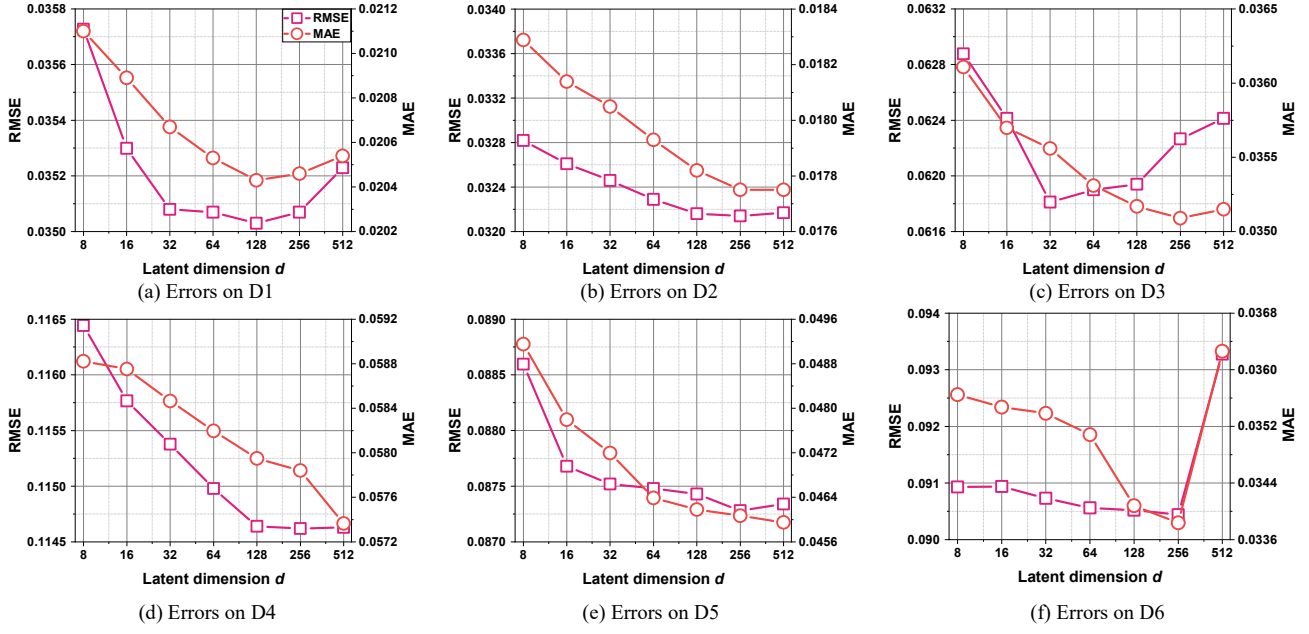 0.0358
0.0356
0.0354
0.0352
0.0350
RMSE
RMSE
MAE
0.0212
0.0210
0.0208
0.0206
0.0204
0.0202
MAE
8 16 32 64 128 256 512
Latent dimension d
(a) Errors on D1
0.0340
0.0336
0.0332
0.0328
0.0324
0.0320
RMSE
0.0184
0.0182
0.0180
0.0178
0.0176
MAE
8 16 32 64 128 256 512
Latent dimension d
(b) Errors on D2
0.0632
0.0628
0.0624
0.0620
0.0616
RMSE
0.0365
0.0360
0.0355
0.0350
MAE
8 16 32 64 128 256 512
Latent dimension d
(c) Errors on D3
0.1165
0.1160
0.1155
0.1150
0.1145
RMSE
0.0592
0.0588
0.0584
0.0580
0.0576
0.0572
MAE
8 16 32 64 128 256 512
Latent dimension d
(d) Errors on D4
0.0890
0.0885
0.0880
0.0875
0.0870
RMSE
0.0496
0.0488
0.0480
0.0472
0.0464
0.0456
MAE
8 16 32 64 128 256 512
Latent dimension d
(e) Errors on D5
0.094
0.093
0.092
0.091
0.090
RMSE
0.0368
0.0360
0.0352
0.0344
0.0336
MAE
8 16 32 64 128 256 512
Latent dimension d
(f) Errors on D6